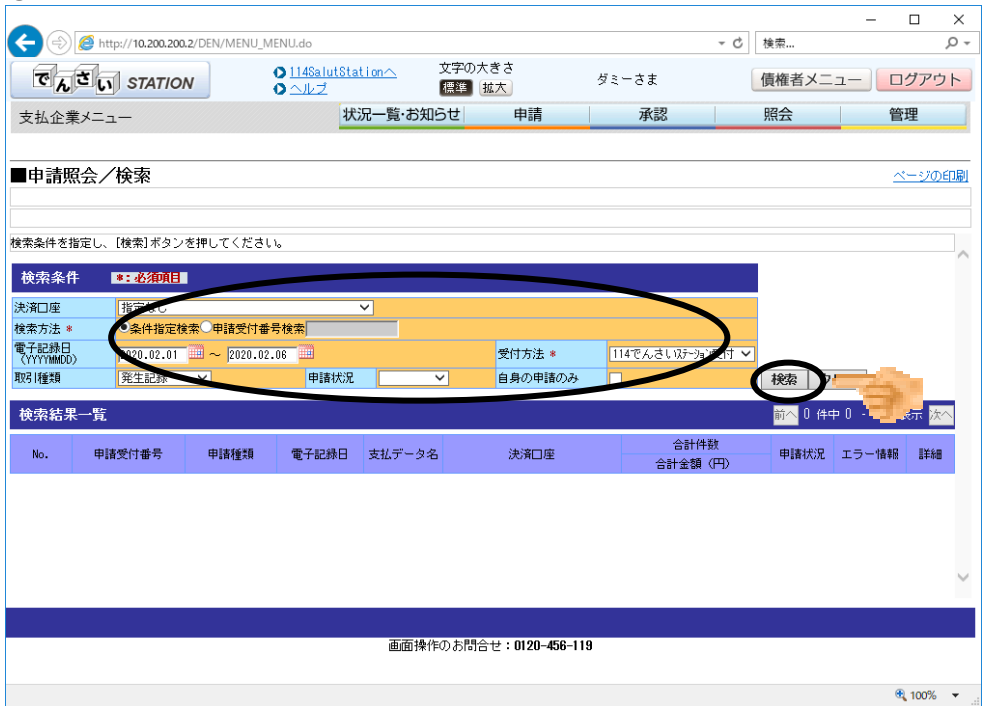 http://10.200.200.2/DEN/MENU_MENU.do 検索...
でんさい STATION 114SalutStationへ 文字の大きさ ダミーさま 債権者メニュー ログアウト
ヘルプ 標準 拡大
支払企業メニュー 状況一覧・お知らせ 申請 承認 照会 管理
■申請照会/検索 ページの印刷
検索条件を指定し、[検索]ボタンを押してください。
検索条件 *:必須項目
決済口座 指定なし
検索方法 * 条件指定検索 申請受付番号検索
電子記録日 (YYYYMMDD) 2020.02.01 ~ 2020.02.06 受付方法 * 114でんさいステーション受付
取引種類 発生記録 申請状況 自身の申請のみ 検索
検索結果一覧 前へ 0 件中 0 - 表示 次へ
No. 申請受付番号 申請種類 電子記録日 支払データ名 決済口座 合計件数 申請状況 エラー情報 詳細
合計金額(円)
画面操作のお問合せ:0120-456-119
100%